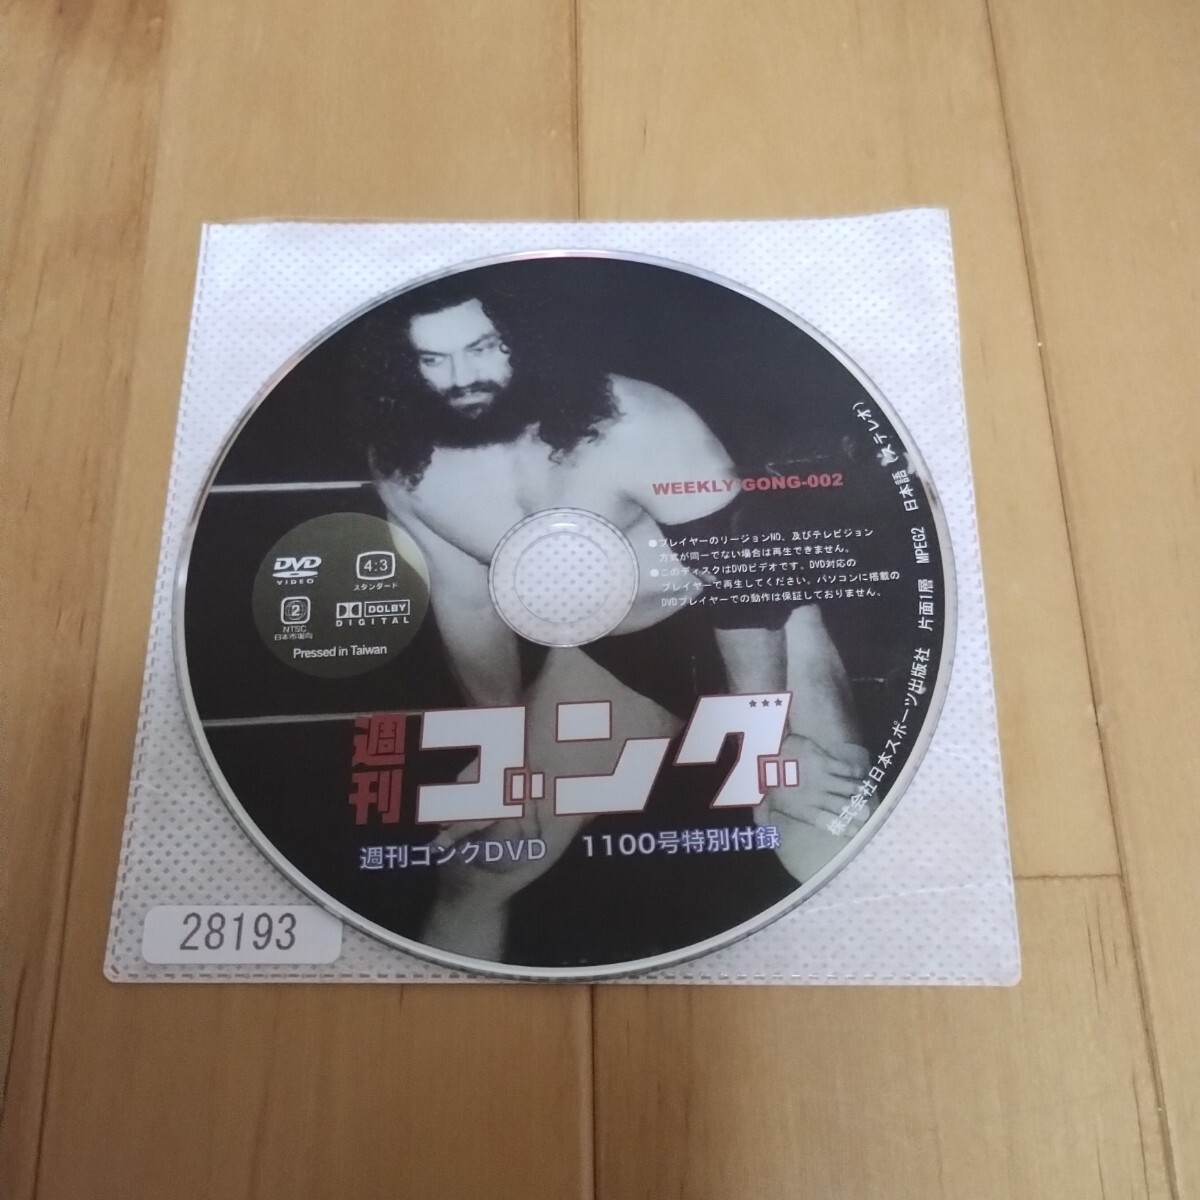 WEEKLY GONG-002
●プレイヤーのリージョンNO。及びテレビジョン
方式が同一でない場合は再生できません。
●このディスクはDVDビデオです。DVD対応の
プレイヤーで再生してください。パソコンに搭載の
DVDプレイヤーでの動作は保証しておりません。
DVD
VIDEO
4:3
スタンダード
2
NTSC
日本市場向
DOLBY
DIGITAL
Pressed in Taiwan
週刊ゴング
週刊コンクDVD 1100号特別付録
株式会社日本スポーツ出版社 片面1層 MPEG2 日本語（ステレオ）
28193